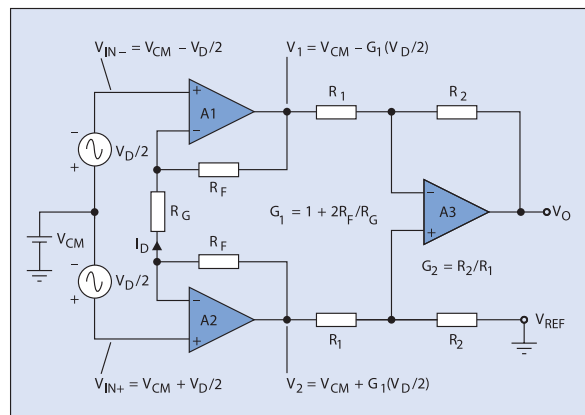 V_IN− = V_CM − V_D/2
V_1 = V_CM − G_1(V_D/2)
+
A1
−
R_1
R_2
−
V_D/2
+
R_F
R_G
G_1 = 1 + 2R_F/R_G
−
A3
+
V_O
V_CM
I_D
R_F
G_2 = R_2/R_1
−
V_D/2
+
−
A2
+
R_1
R_2
V_REF
V_IN+ = V_CM + V_D/2
V_2 = V_CM + G_1(V_D/2)